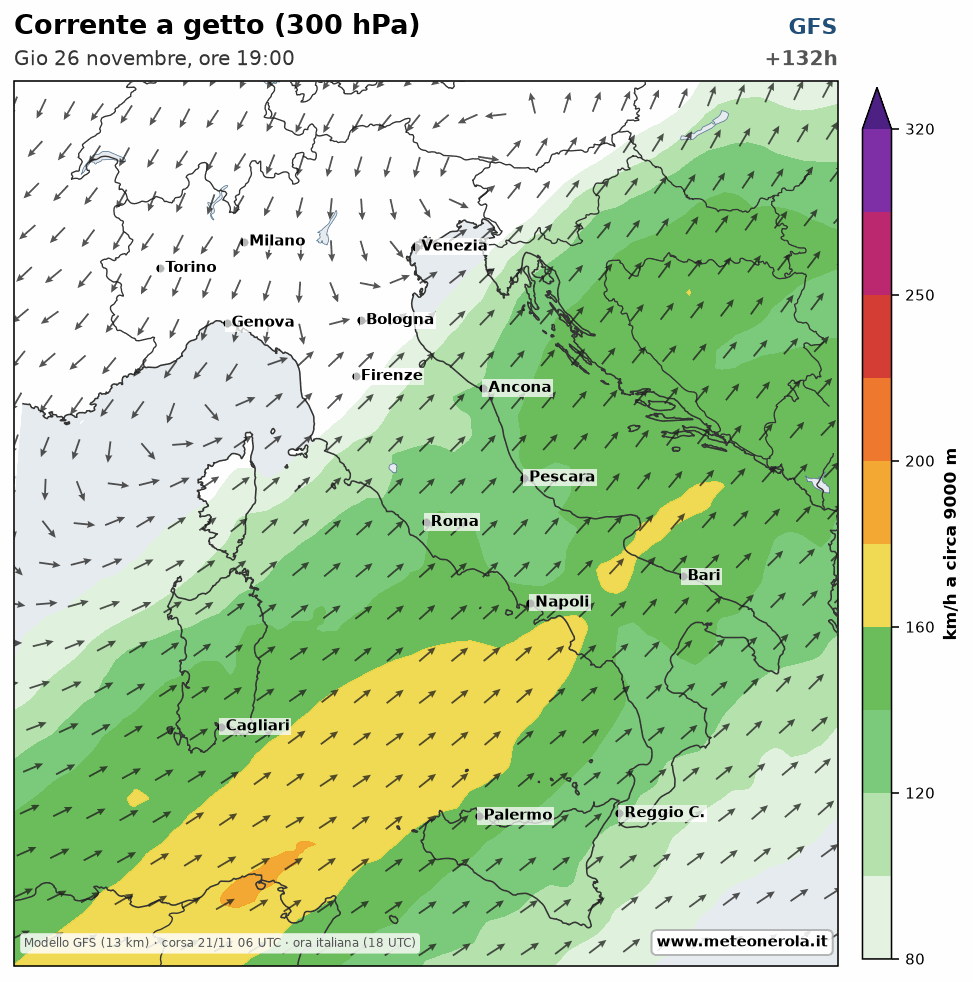 Corrente a getto (300 hPa)
GFS
Gio 26 novembre, ore 19:00
+132h
320
Milano
Venezia
Torino
250
Genova
Bologna
Firenze
Ancona
200
Pescara
Roma
km/h a circa 9000 m
Bari
Napoli
160
Cagliari
120
Palermo
Reggio C.
Modello GFS (13 km) · corsa 21/11 06 UTC · ora italiana (18 UTC)
www.meteonerola.it
80